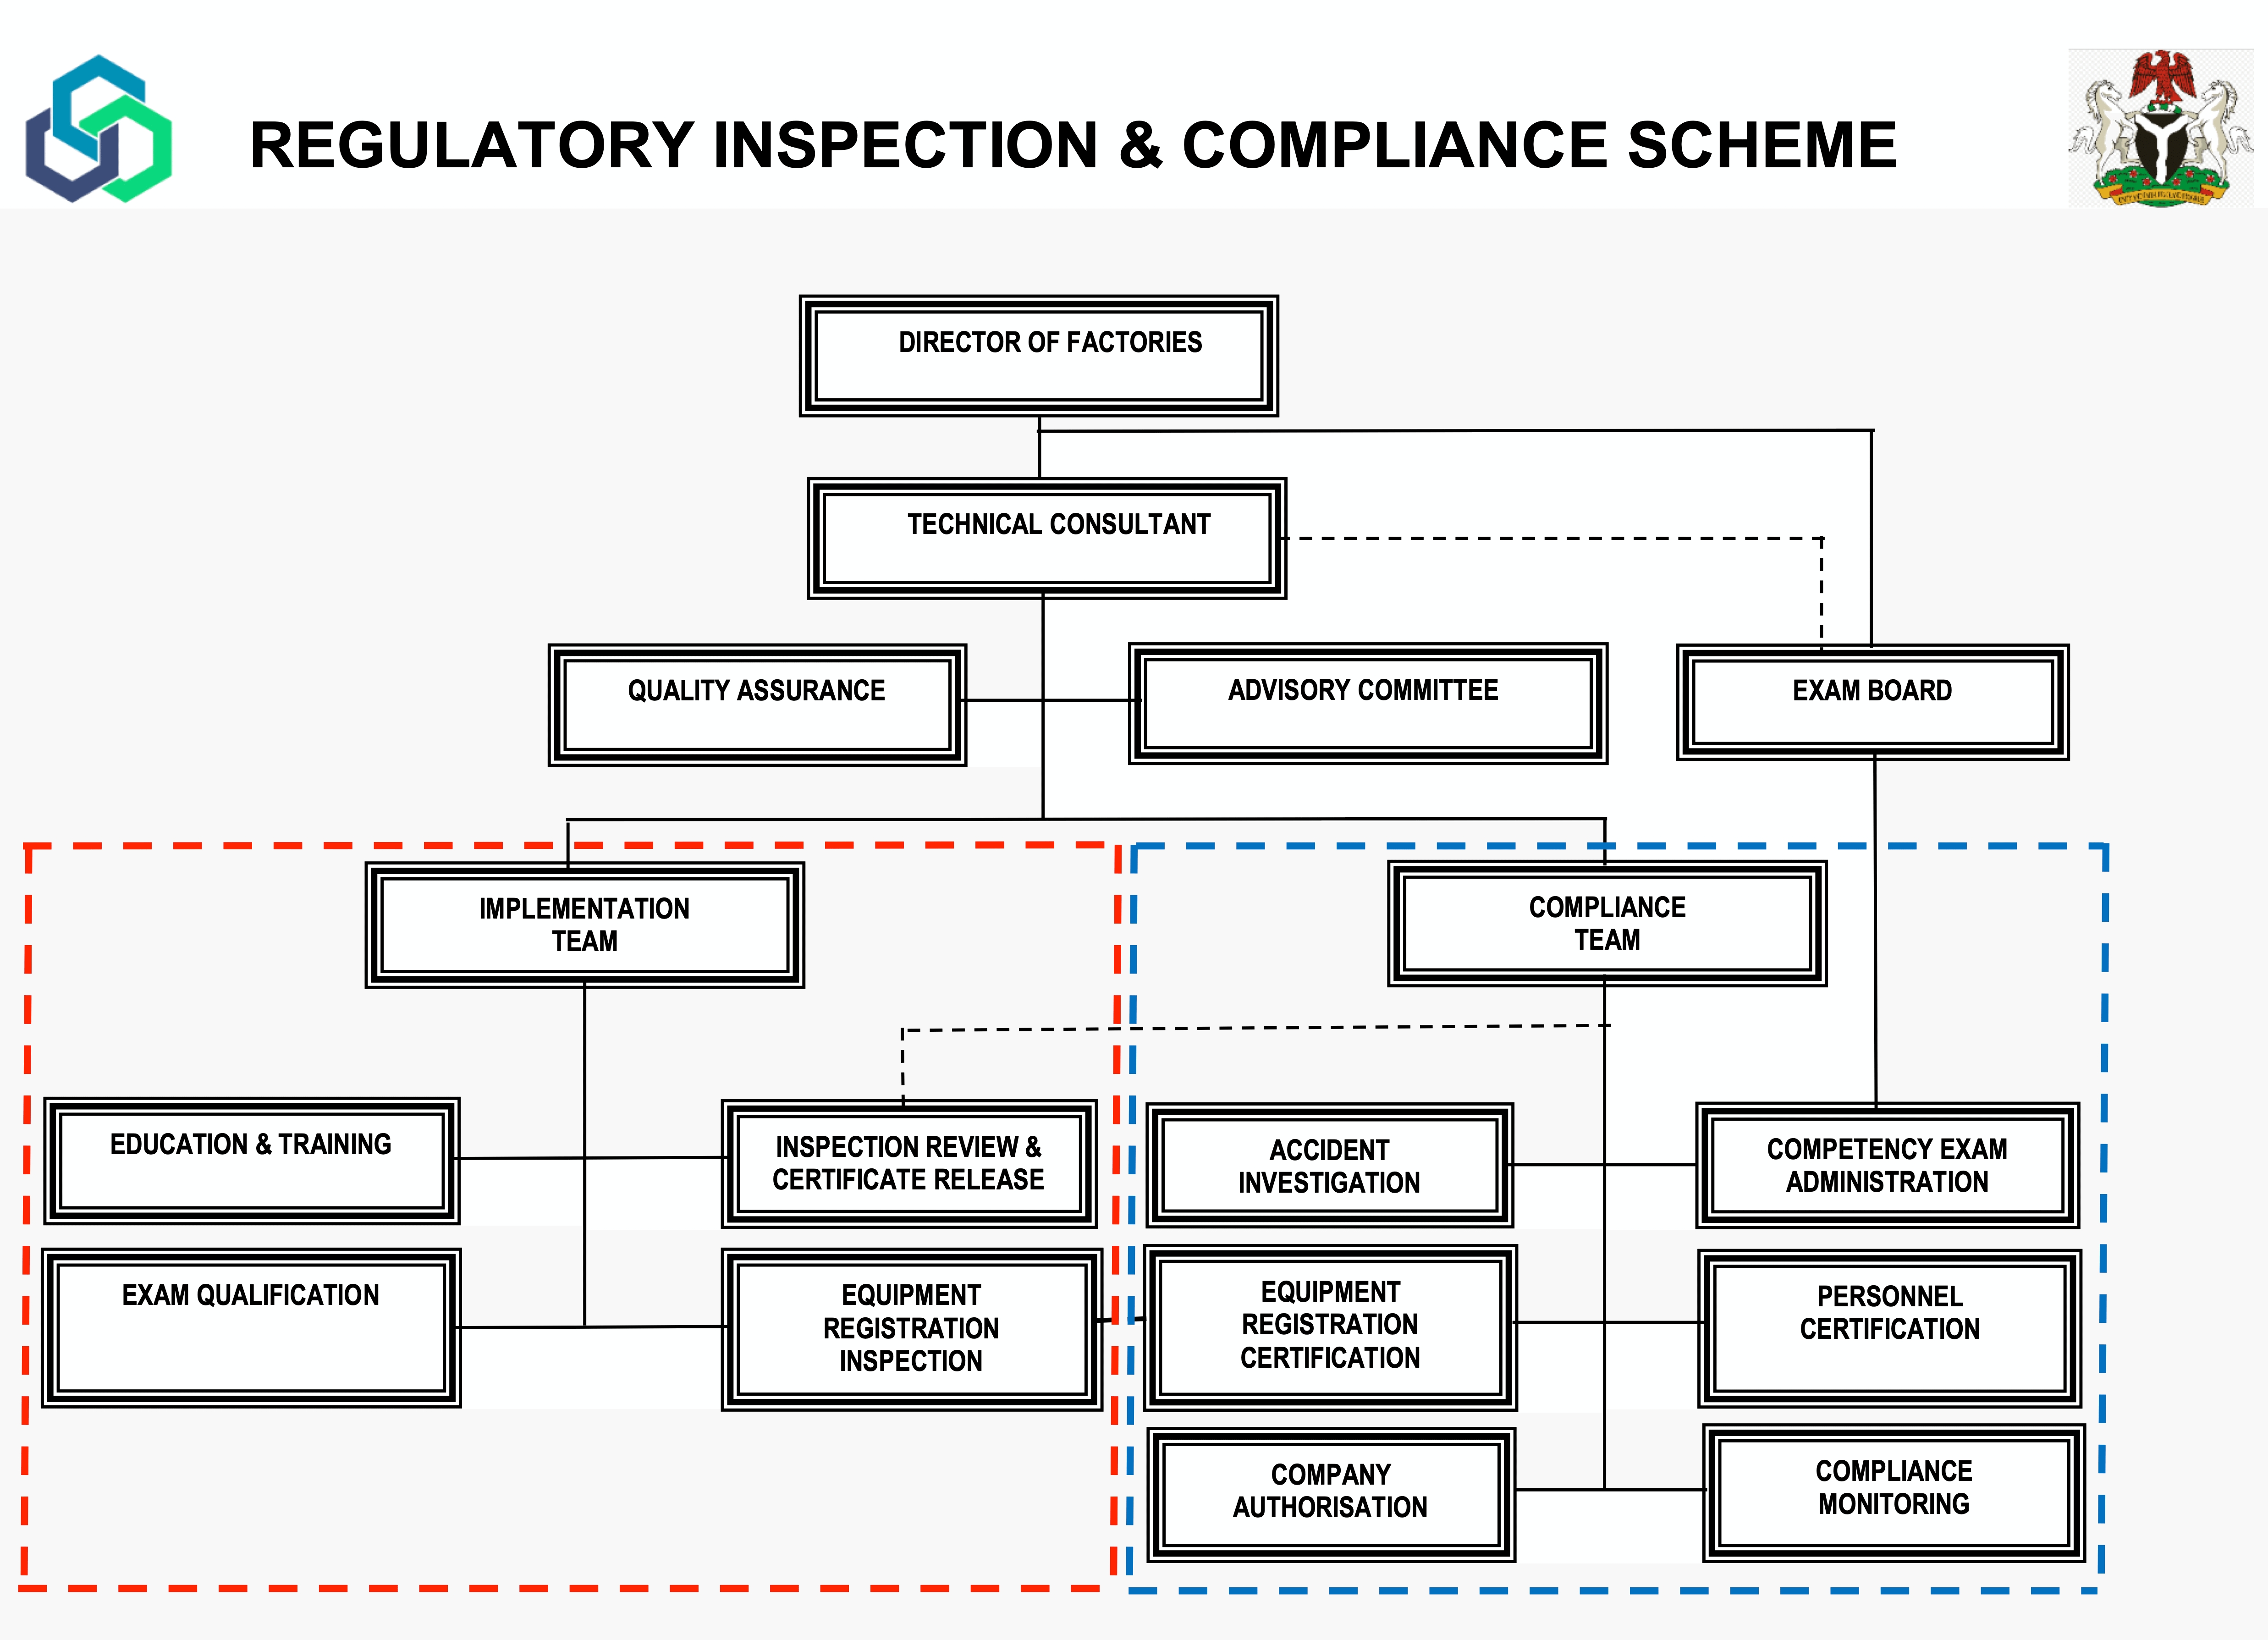 REGULATORY INSPECTION & COMPLIANCE SCHEME
DIRECTOR OF FACTORIES
TECHNICAL CONSULTANT
QUALITY ASSURANCE
ADVISORY COMMITTEE
EXAM BOARD
IMPLEMENTATION
TEAM
COMPLIANCE
TEAM
EDUCATION & TRAINING
INSPECTION REVIEW &
CERTIFICATE RELEASE
ACCIDENT
INVESTIGATION
COMPETENCY EXAM
ADMINISTRATION
EXAM QUALIFICATION
EQUIPMENT
REGISTRATION
INSPECTION
EQUIPMENT
REGISTRATION
CERTIFICATION
PERSONNEL
CERTIFICATION
COMPANY
AUTHORISATION
COMPLIANCE
MONITORING